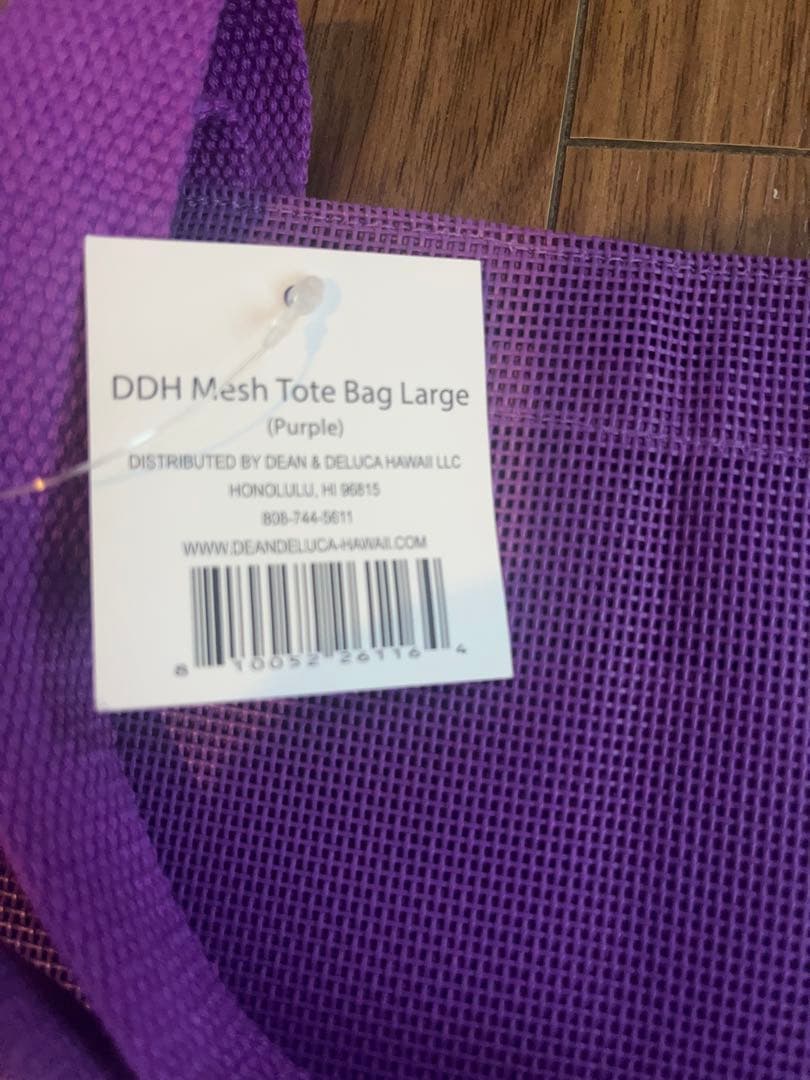 DDH Mesh Tote Bag Large
(Purple)
DISTRIBUTED BY DEAN & DELUCA HAWAII LLC
HONOLULU, HI 96815
808-744-5611
WWW.DEANDELUCA-HAWAII.COM
8 10052 26116 4